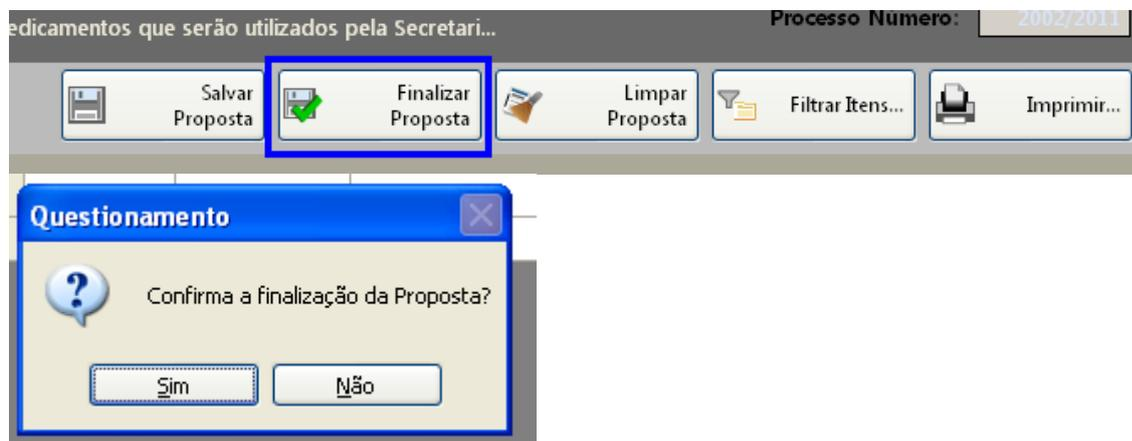 edicamentos que serão utilizados pela Secretari...
Processo Número: 2002/2011
Salvar Proposta
Finalizar Proposta
Limpar Proposta
Filtrar Itens...
Imprimir...
Questionamento
Confirma a finalização da Proposta?
Sim
Não